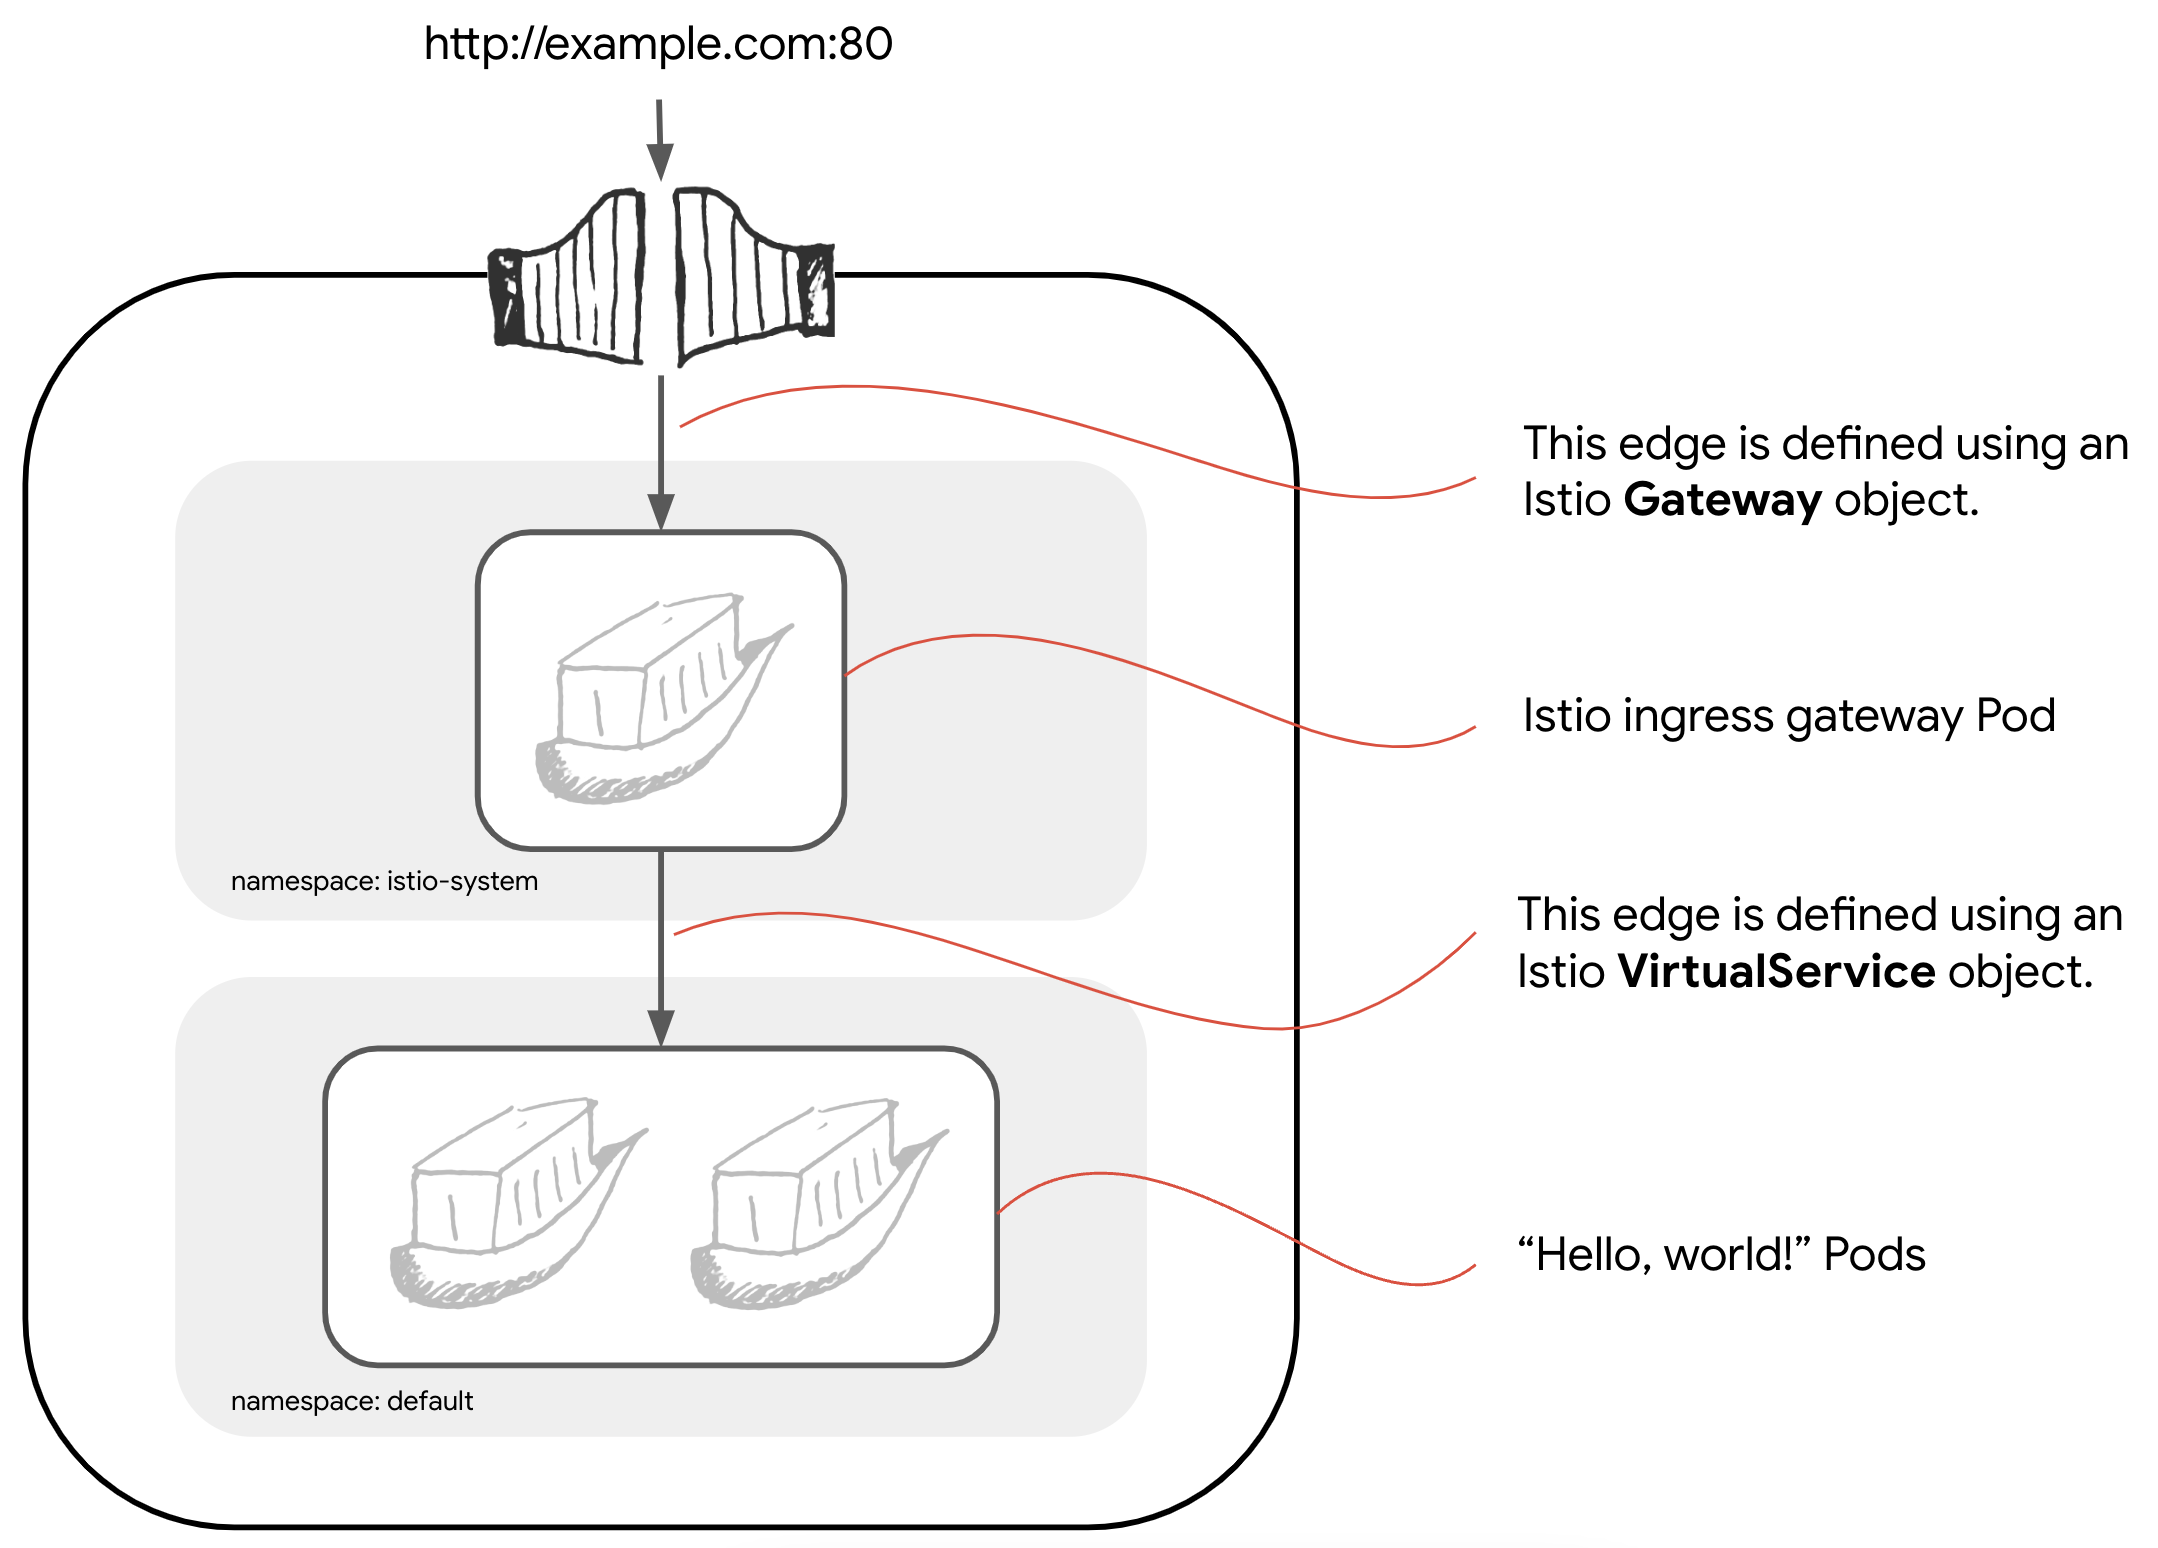 http://example.com:80
This edge is defined using an
Istio Gateway object.
Istio ingress gateway Pod
namespace: istio-system
This edge is defined using an
Istio VirtualService object.
“Hello, world!” Pods
namespace: default